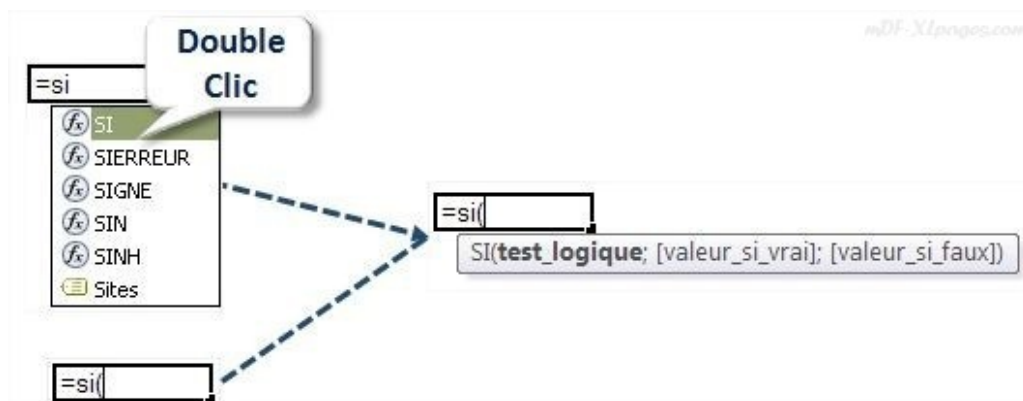 mDF-XLpages.com
Double
Clic
=si
SI
SIERREUR
SIGNE
SIN
SINH
Sites
=si(
SI(test_logique; [valeur_si_vrai]; [valeur_si_faux])
=si(